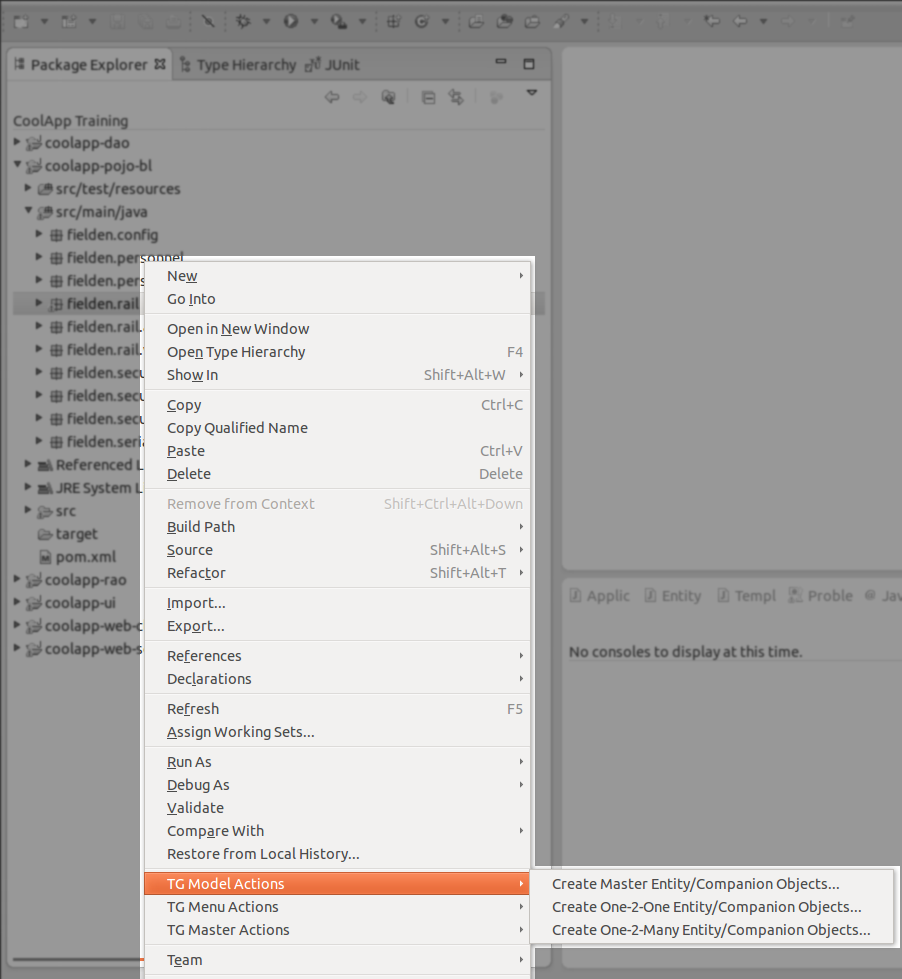 Package Explorer
Type Hierarchy
JUnit
CoolApp Training
coolapp-dao
coolapp-pojo-bl
src/test/resources
src/main/java
fielden.config
fielden.personnel
fielden.pers
fielden.rail
fielden.rail.
fielden.rail.
fielden.secu
fielden.secu
fielden.secu
fielden.seria
Referenced L
JRE System L
src
target
pom.xml
coolapp-rao
coolapp-ui
coolapp-web-c
coolapp-web-s
New
Go Into
Open in New Window
Open Type Hierarchy F4
Show In Shift+Alt+W
Copy Ctrl+C
Copy Qualified Name
Paste Ctrl+V
Delete Delete
Remove from Context Shift+Ctrl+Alt+Down
Build Path
Source Shift+Alt+S
Refactor Shift+Alt+T
Import...
Export...
References
Declarations
Refresh F5
Assign Working Sets...
Run As
Debug As
Validate
Compare With
Restore from Local History...
TG Model Actions
TG Menu Actions
TG Master Actions
Team
Create Master Entity/Companion Objects...
Create One-2-One Entity/Companion Objects...
Create One-2-Many Entity/Companion Objects...
Applic
Entity
Templ
Proble
@ Jav
No consoles to display at this time.